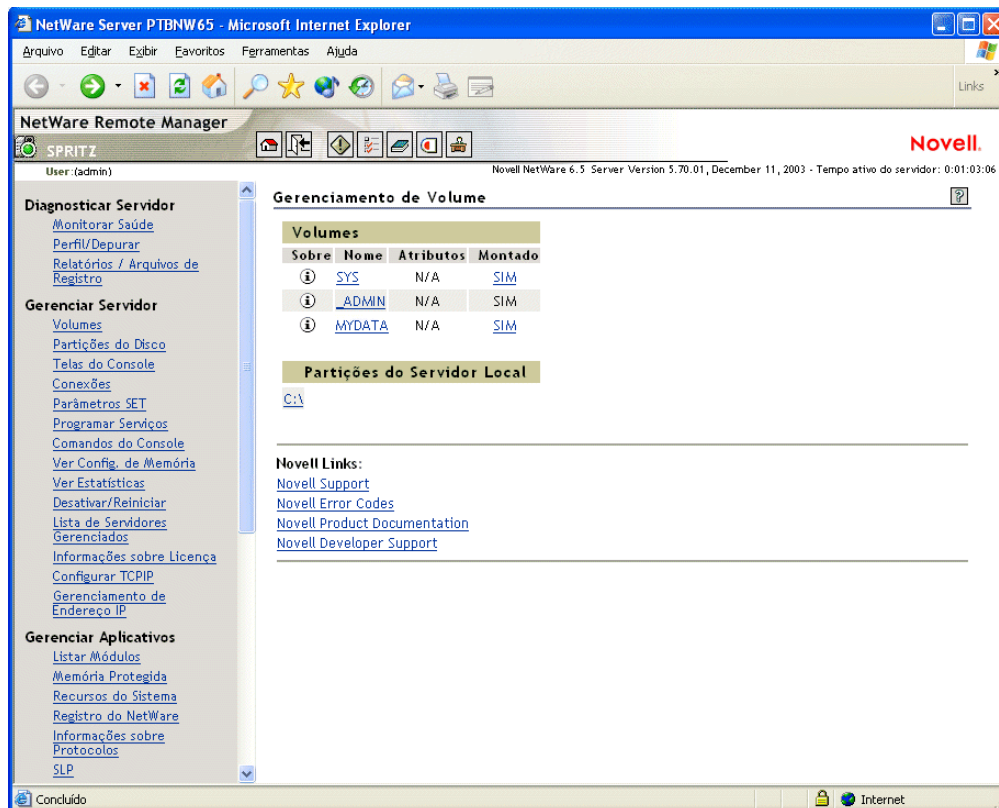 NetWare Server PTBNW65 - Microsoft Internet Explorer
Arquivo Editar Exibir Favoritos Ferramentas Ajuda
Links
NetWare Remote Manager
SPRITZ
Novell.
User:(admin)
Novell NetWare 6.5 Server Version 5.70.01, December 11, 2003 - Tempo ativo do servidor: 0:01:03:06
Diagnosticar Servidor
Monitorar Saúde
Perfil/Depurar
Relatórios / Arquivos de
Registro
Gerenciar Servidor
Volumes
Partições do Disco
Telas do Console
Conexões
Parâmetros SET
Programar Serviços
Comandos do Console
Ver Config. de Memória
Ver Estatísticas
Desativar/Reiniciar
Lista de Servidores
Gerenciados
Informações sobre Licença
Configurar TCPIP
Gerenciamento de
Endereço IP
Gerenciar Aplicativos
Listar Módulos
Memória Protegida
Recursos do Sistema
Registro do NetWare
Informações sobre
Protocolos
SLP
Gerenciamento de Volume
Volumes
Sobre Nome Atributos Montado
SYS N/A SIM
_ADMIN N/A SIM
MYDATA N/A SIM
Partições do Servidor Local
C:\
Novell Links:
Novell Support
Novell Error Codes
Novell Product Documentation
Novell Developer Support
Concluído
Internet